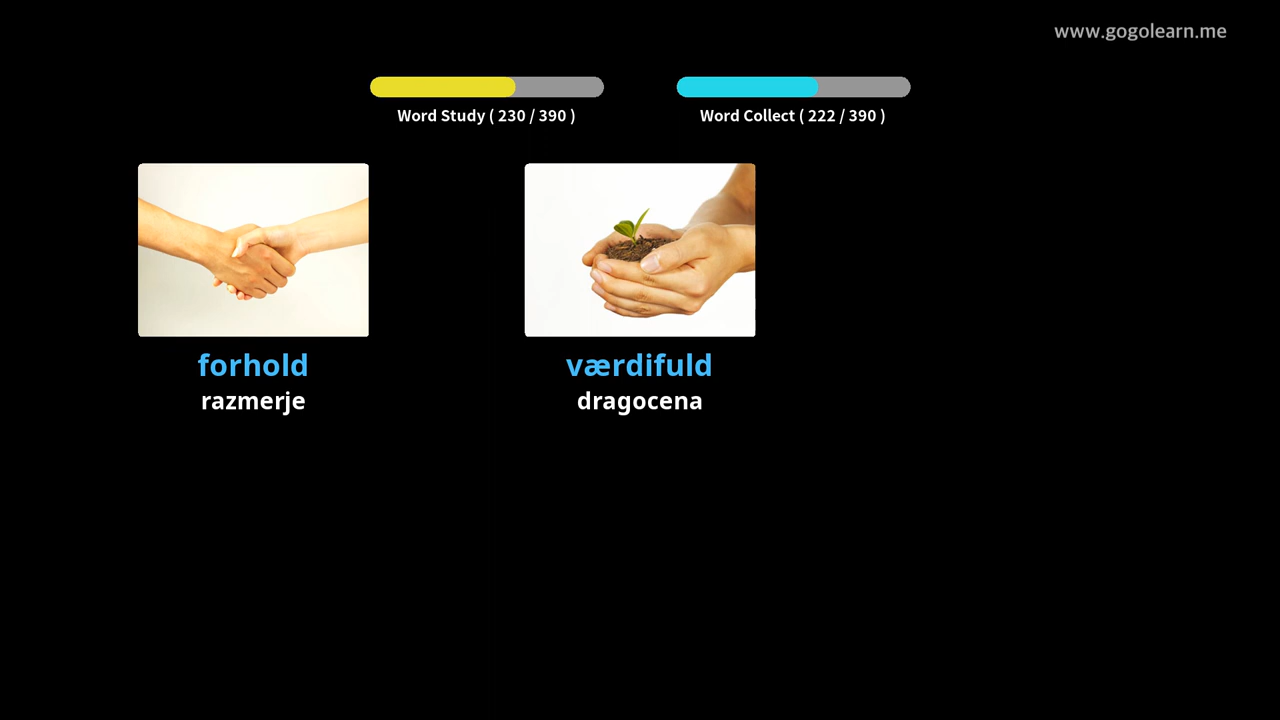 www.gogolearn.me
Word Study ( 230 / 390 )
Word Collect ( 222 / 390 )
forhold
razmerje
værdifuld
dragocena